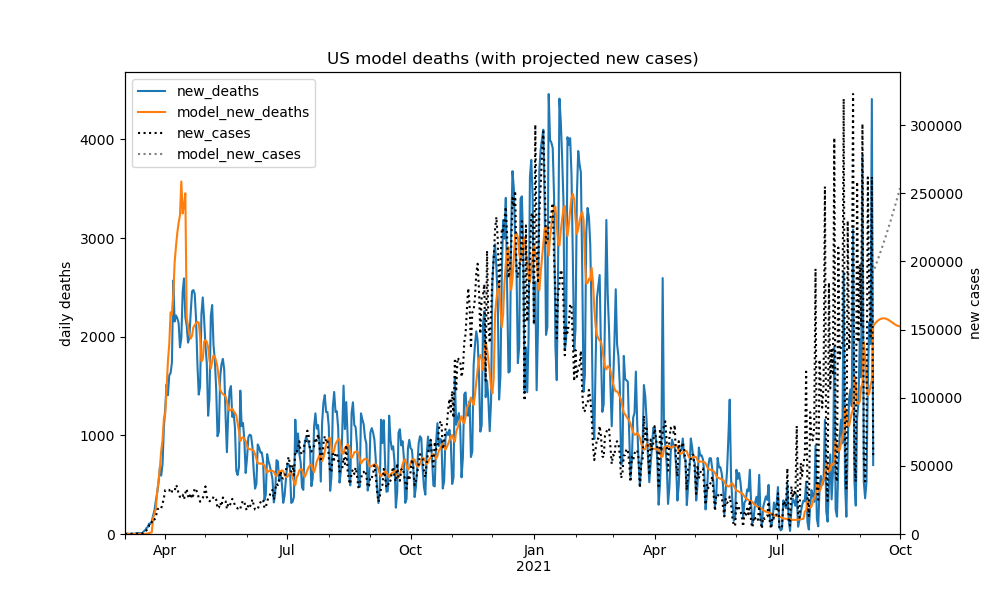 US model deaths (with projected new cases)
new_deaths
model_new_deaths
new_cases
model_new_cases
daily deaths
4000
3000
2000
1000
0
new cases
300000
250000
200000
150000
100000
50000
0
Apr Jul Oct Jan Apr Jul Oct
2021